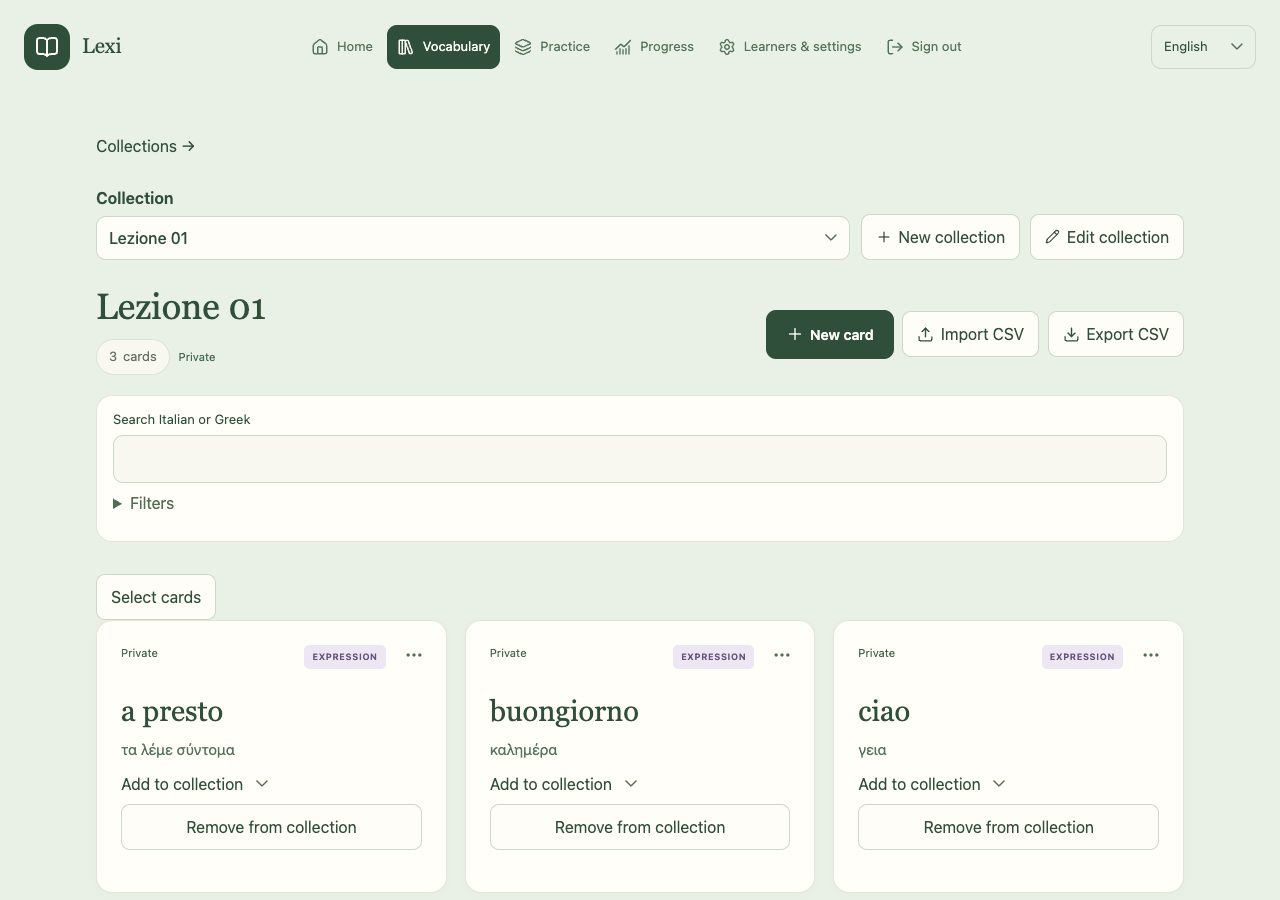 Lexi
Home
Vocabulary
Practice
Progress
Learners & settings
Sign out
English
Collections →
Collection
Lezione 01
+ New collection
Edit collection
Lezione 01
3 cards
Private
+ New card
Import CSV
Export CSV
Search Italian or Greek
Filters
Select cards
Private
EXPRESSION
a presto
τα λέμε σύντομα
Add to collection
Remove from collection
Private
EXPRESSION
buongiorno
καλημέρα
Add to collection
Remove from collection
Private
EXPRESSION
ciao
γεια
Add to collection
Remove from collection